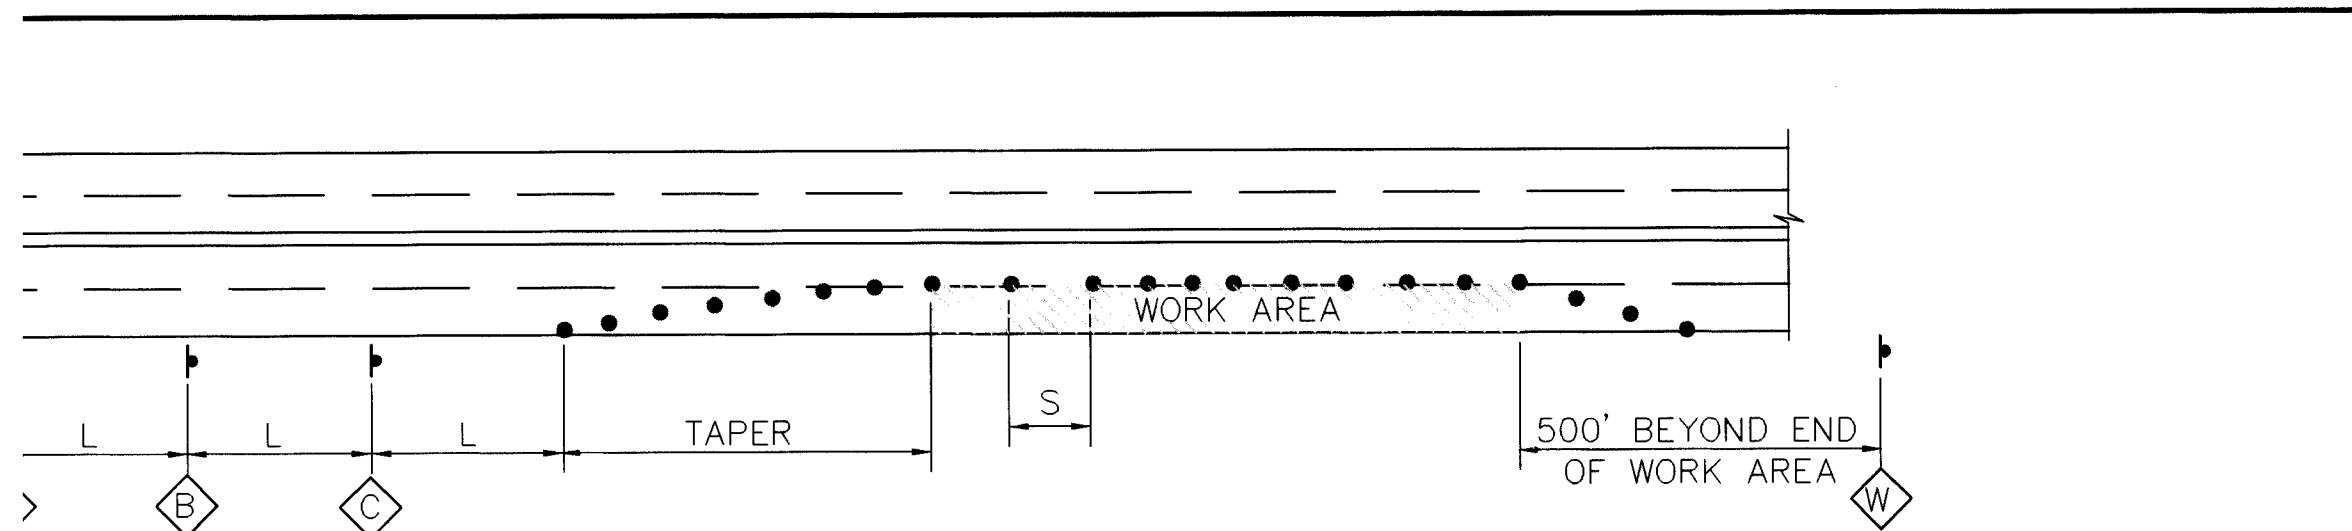 WORK AREA
S
L
L
L
TAPER
500' BEYOND END
OF WORK AREA
B
C
W